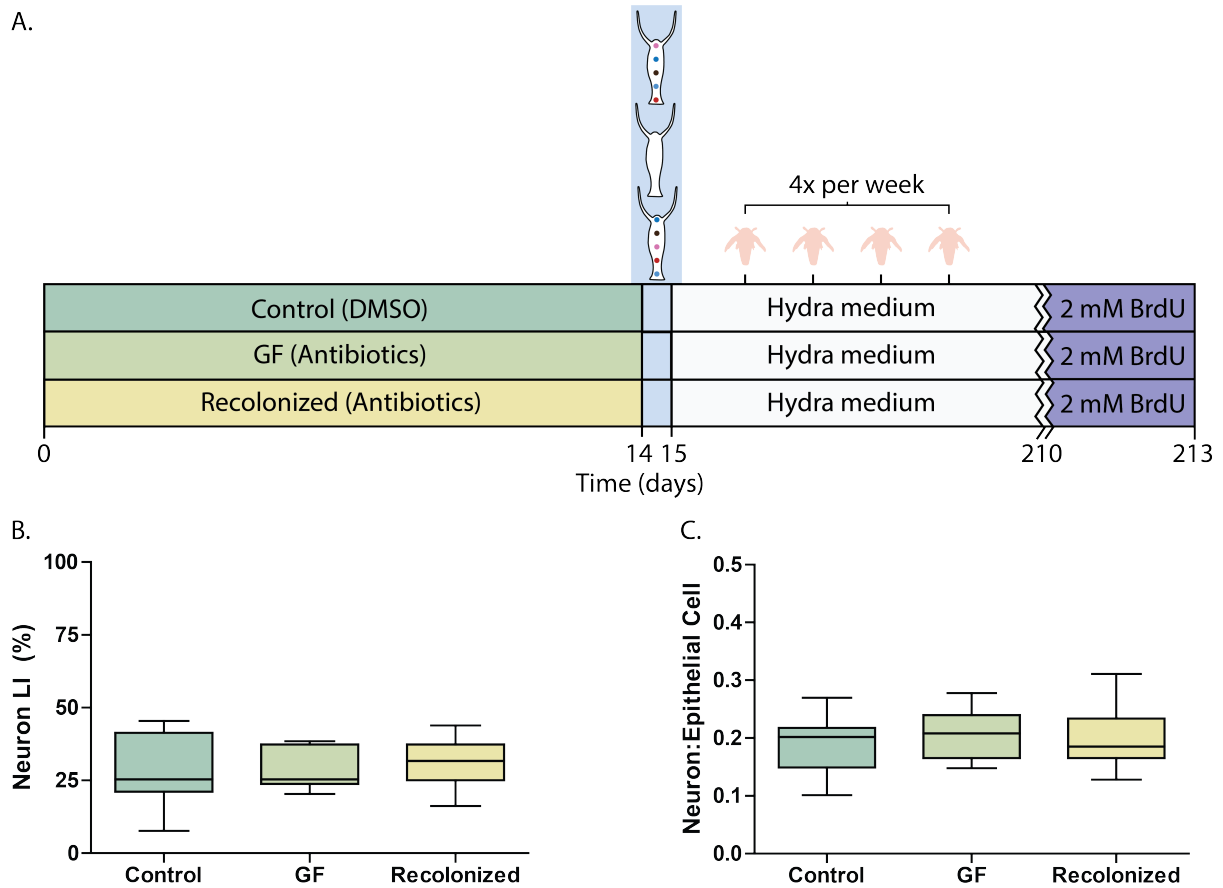 A.
4x per week
Control (DMSO) Hydra medium 2 mM BrdU
GF (Antibiotics) Hydra medium 2 mM BrdU
Recolonized (Antibiotics) Hydra medium 2 mM BrdU
0 14 15 210 213
Time (days)
B.
Neuron LI (%)
100
75
50
25
0
Control GF Recolonized
C.
Neuron:Epithelial Cell
0.5
0.4
0.3
0.2
0.1
0.0
Control GF Recolonized